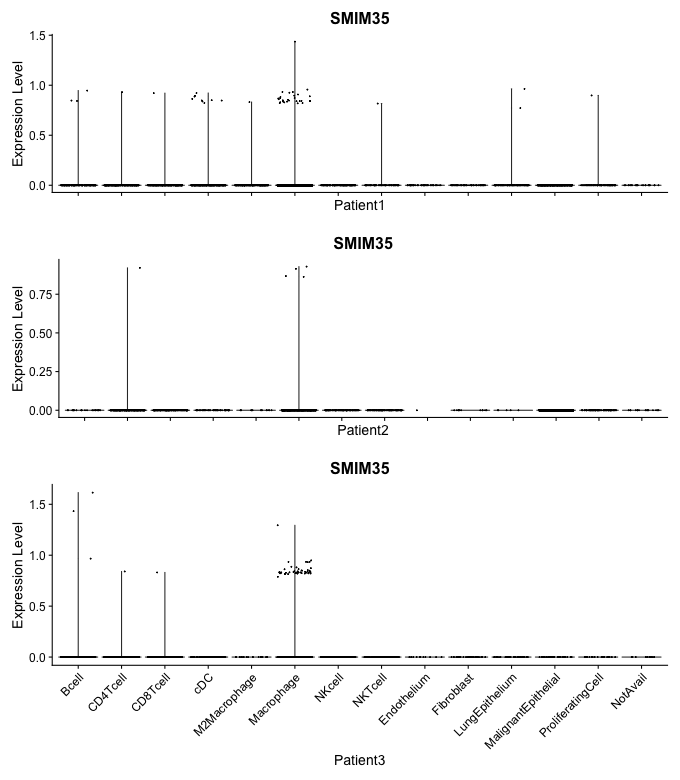 SMIM35
Expression Level
1.5
1.0
0.5
0.0
Patient1
SMIM35
Expression Level
0.75
0.50
0.25
0.00
Patient2
SMIM35
Expression Level
1.5
1.0
0.5
0.0
Bcell
CD4Tcell
CD8Tcell
cDC
M2Macrophage
Macrophage
NKcell
NKTcell
Endothelium
Fibroblast
LungEpithelium
MalignantEpithelial
ProliferatingCell
NotAvail
Patient3